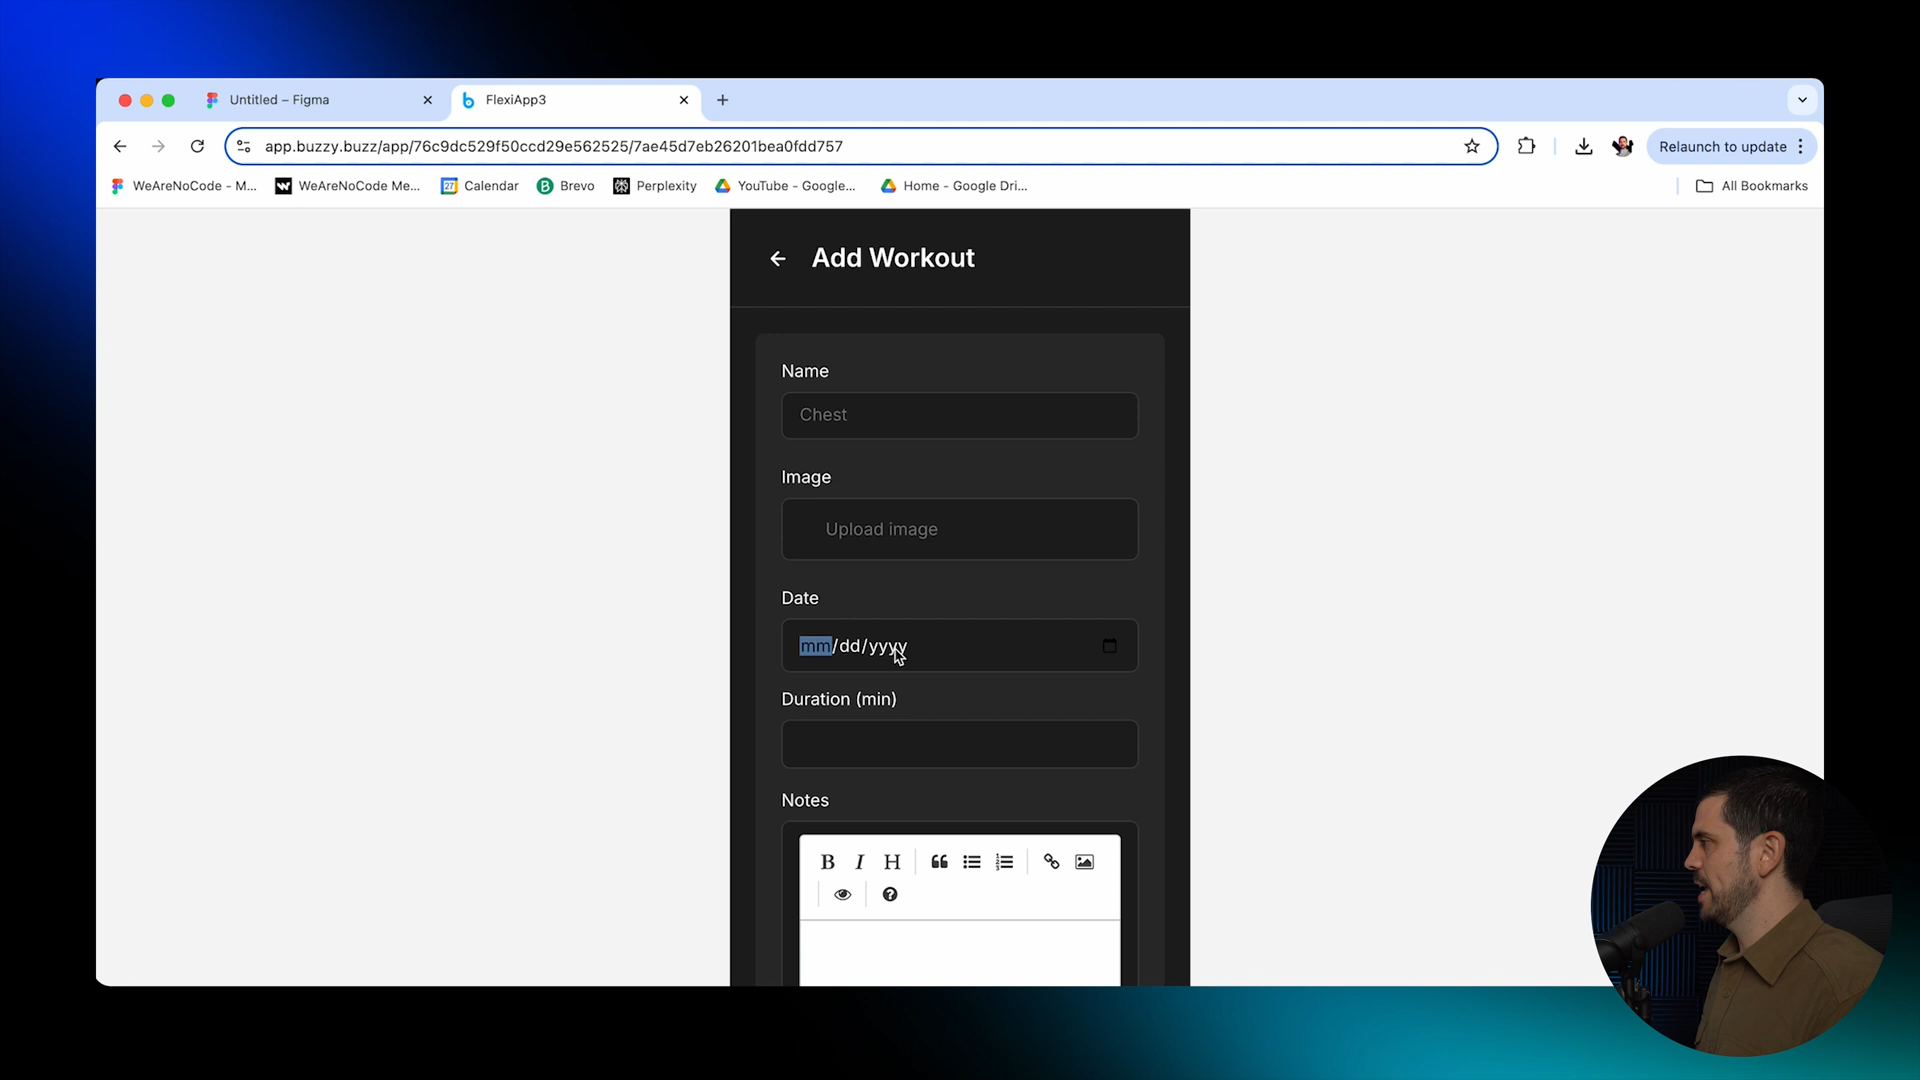 Untitled – Figma
FlexiApp3
app.buzzy.buzz/app/76c9dc529f50ccd29e562525/7ae45d7eb26201bea0fdd757
Relaunch to update
WeAreNoCode - M...
WeAreNoCode Me...
27
Calendar
B
Brevo
Perplexity
YouTube - Google...
Home - Google Dri...
All Bookmarks
Add Workout
Name
Chest
Image
Upload image
Date
mm/dd/yyyy
Duration (min)
Notes
B I H